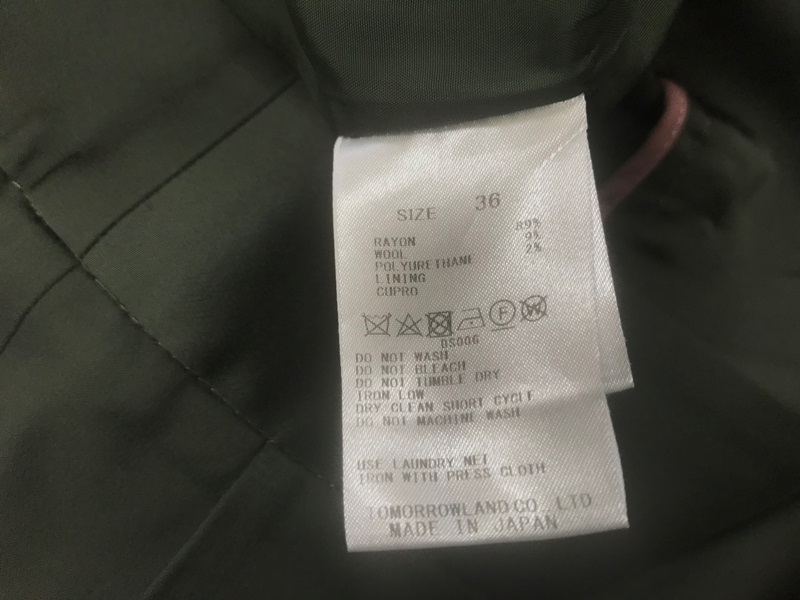 SIZE 36
RAYON 89%
WOOL 9%
POLYURETHANE 2%
LINING
CUPRO
F W
DS006
DO NOT WASH
DO NOT BLEACH
DO NOT TUMBLE DRY
IRON LOW
DRY CLEAN SHORT CYCLE
DO NOT MACHINE WASH
USE LAUNDRY NET
IRON WITH PRESS CLOTH
TOMORROWLAND CO., LTD
MADE IN JAPAN